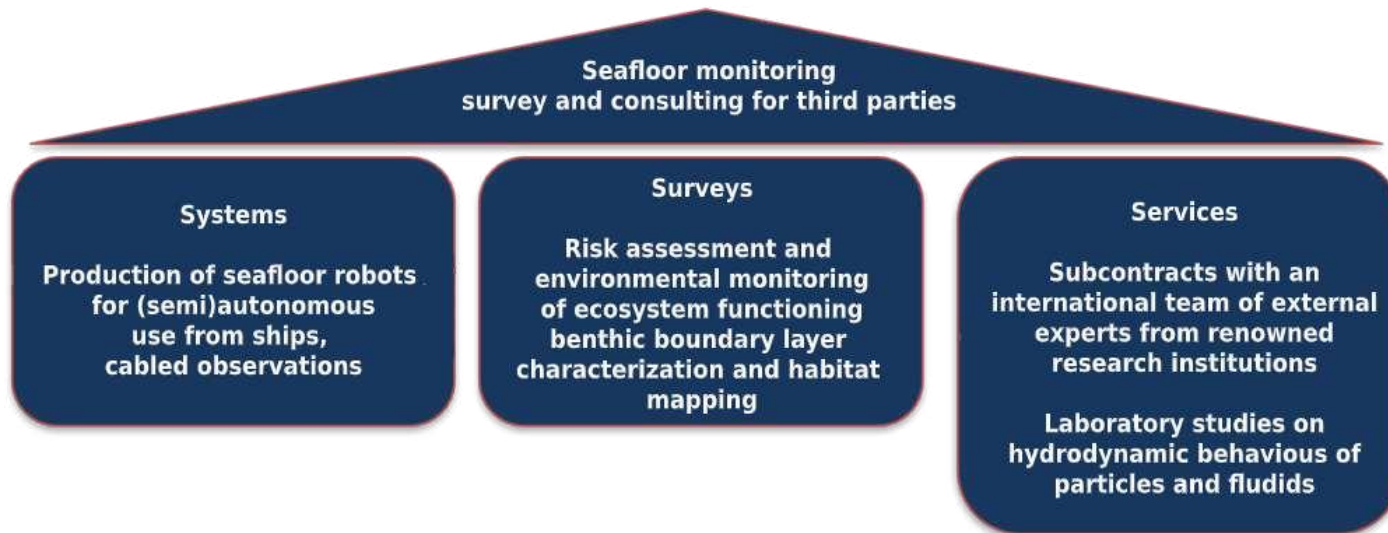 Seafloor monitoring
survey and consulting for third parties
Systems
Production of seafloor robots
for (semi)autonomous
use from ships,
cabled observations
Surveys
Risk assessment and
environmental monitoring
of ecosystem functioning
benthic boundary layer
characterization and habitat
mapping
Services
Subcontracts with an
international team of external
experts from renowned
research institutions
Laboratory studies on
hydrodynamic behavious of
particles and fludids